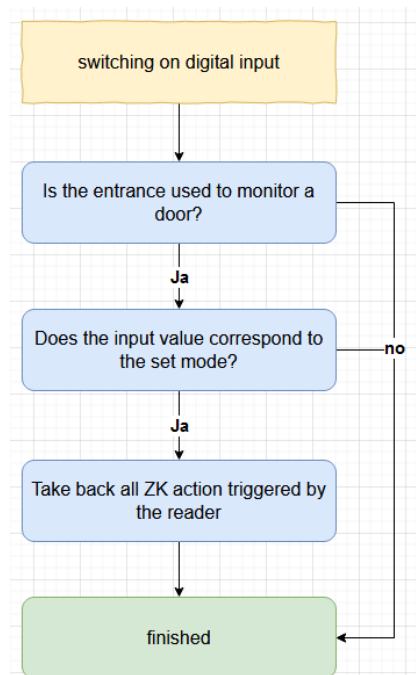 switching on digital input
Is the entrance used to monitor a
door?
Ja
Does the input value correspond to
the set mode?
no
Ja
Take back all ZK action triggered by
the reader
finished